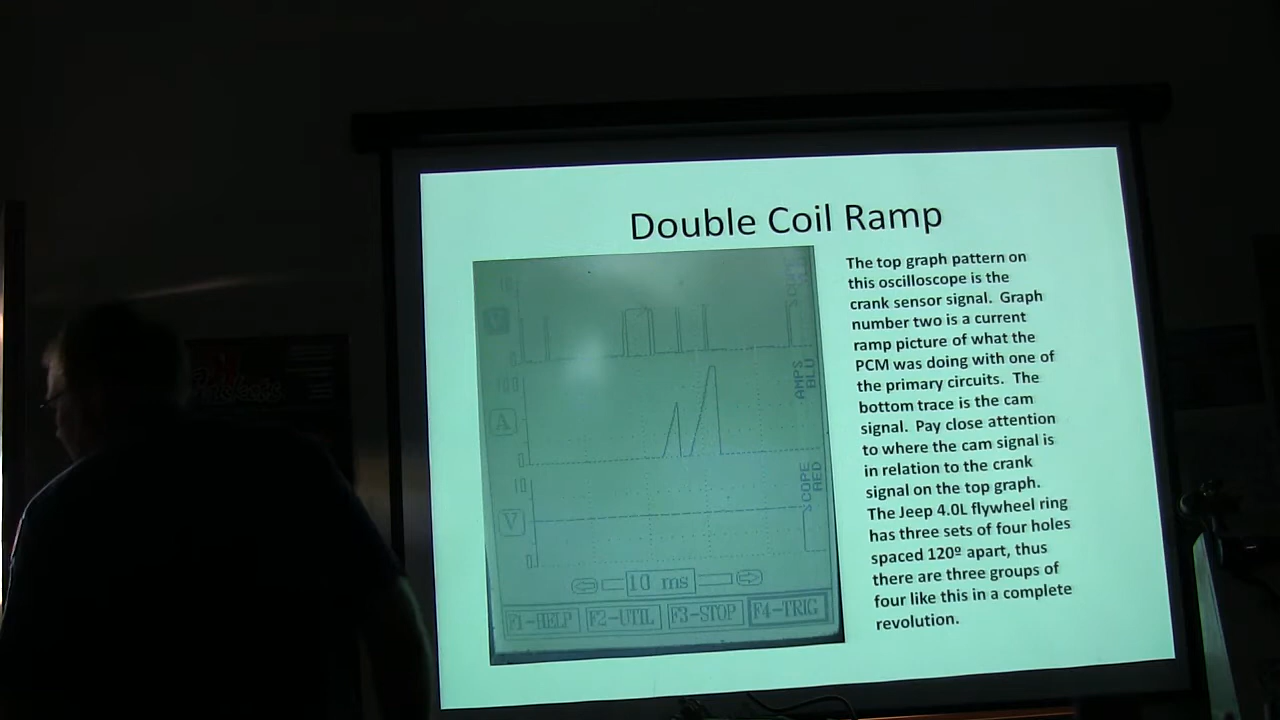 Double Coil Ramp
The top graph pattern on
this oscilloscope is the
crank sensor signal. Graph
number two is a current
ramp picture of what the
PCM was doing with one of
the primary circuits. The
bottom trace is the cam
signal. Pay close attention
to where the cam signal is
in relation to the crank
signal on the top graph.
The Jeep 4.0L flywheel ring
has three sets of four holes
spaced 120º apart, thus
there are three groups of
four like this in a complete
revolution.
V
A
AMPS
BLU
V
10 ms
F1-HELP F2-UTIL F3-STOP F4-TRIG